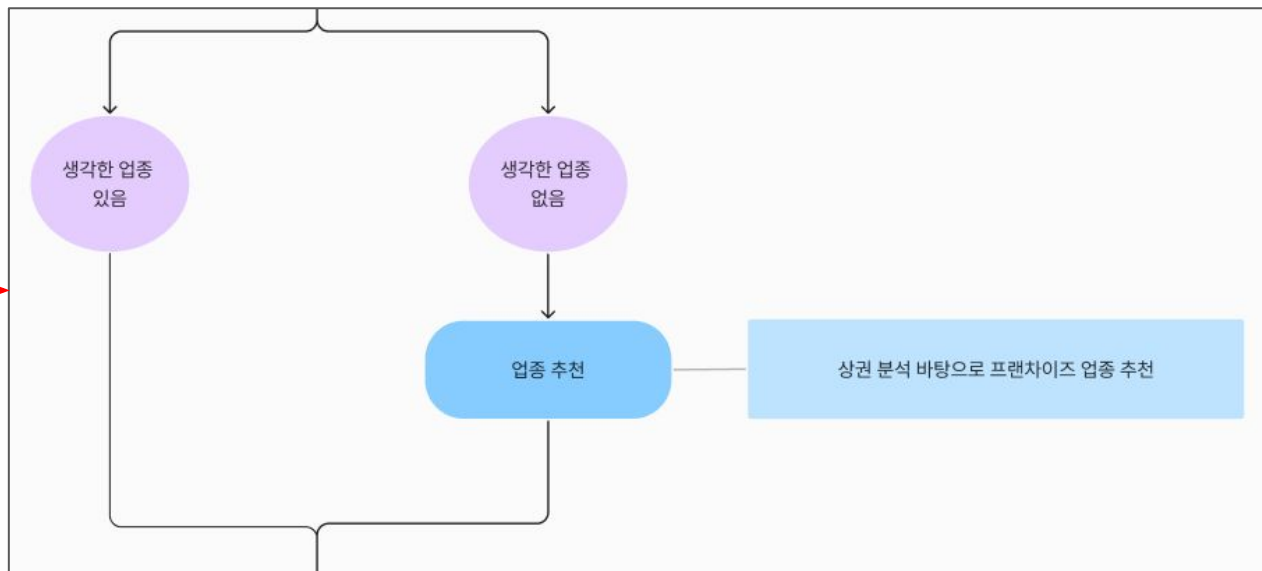 생각한 업종
있음
생각한 업종
없음
업종 추천
상권 분석 바탕으로 프랜차이즈 업종 추천